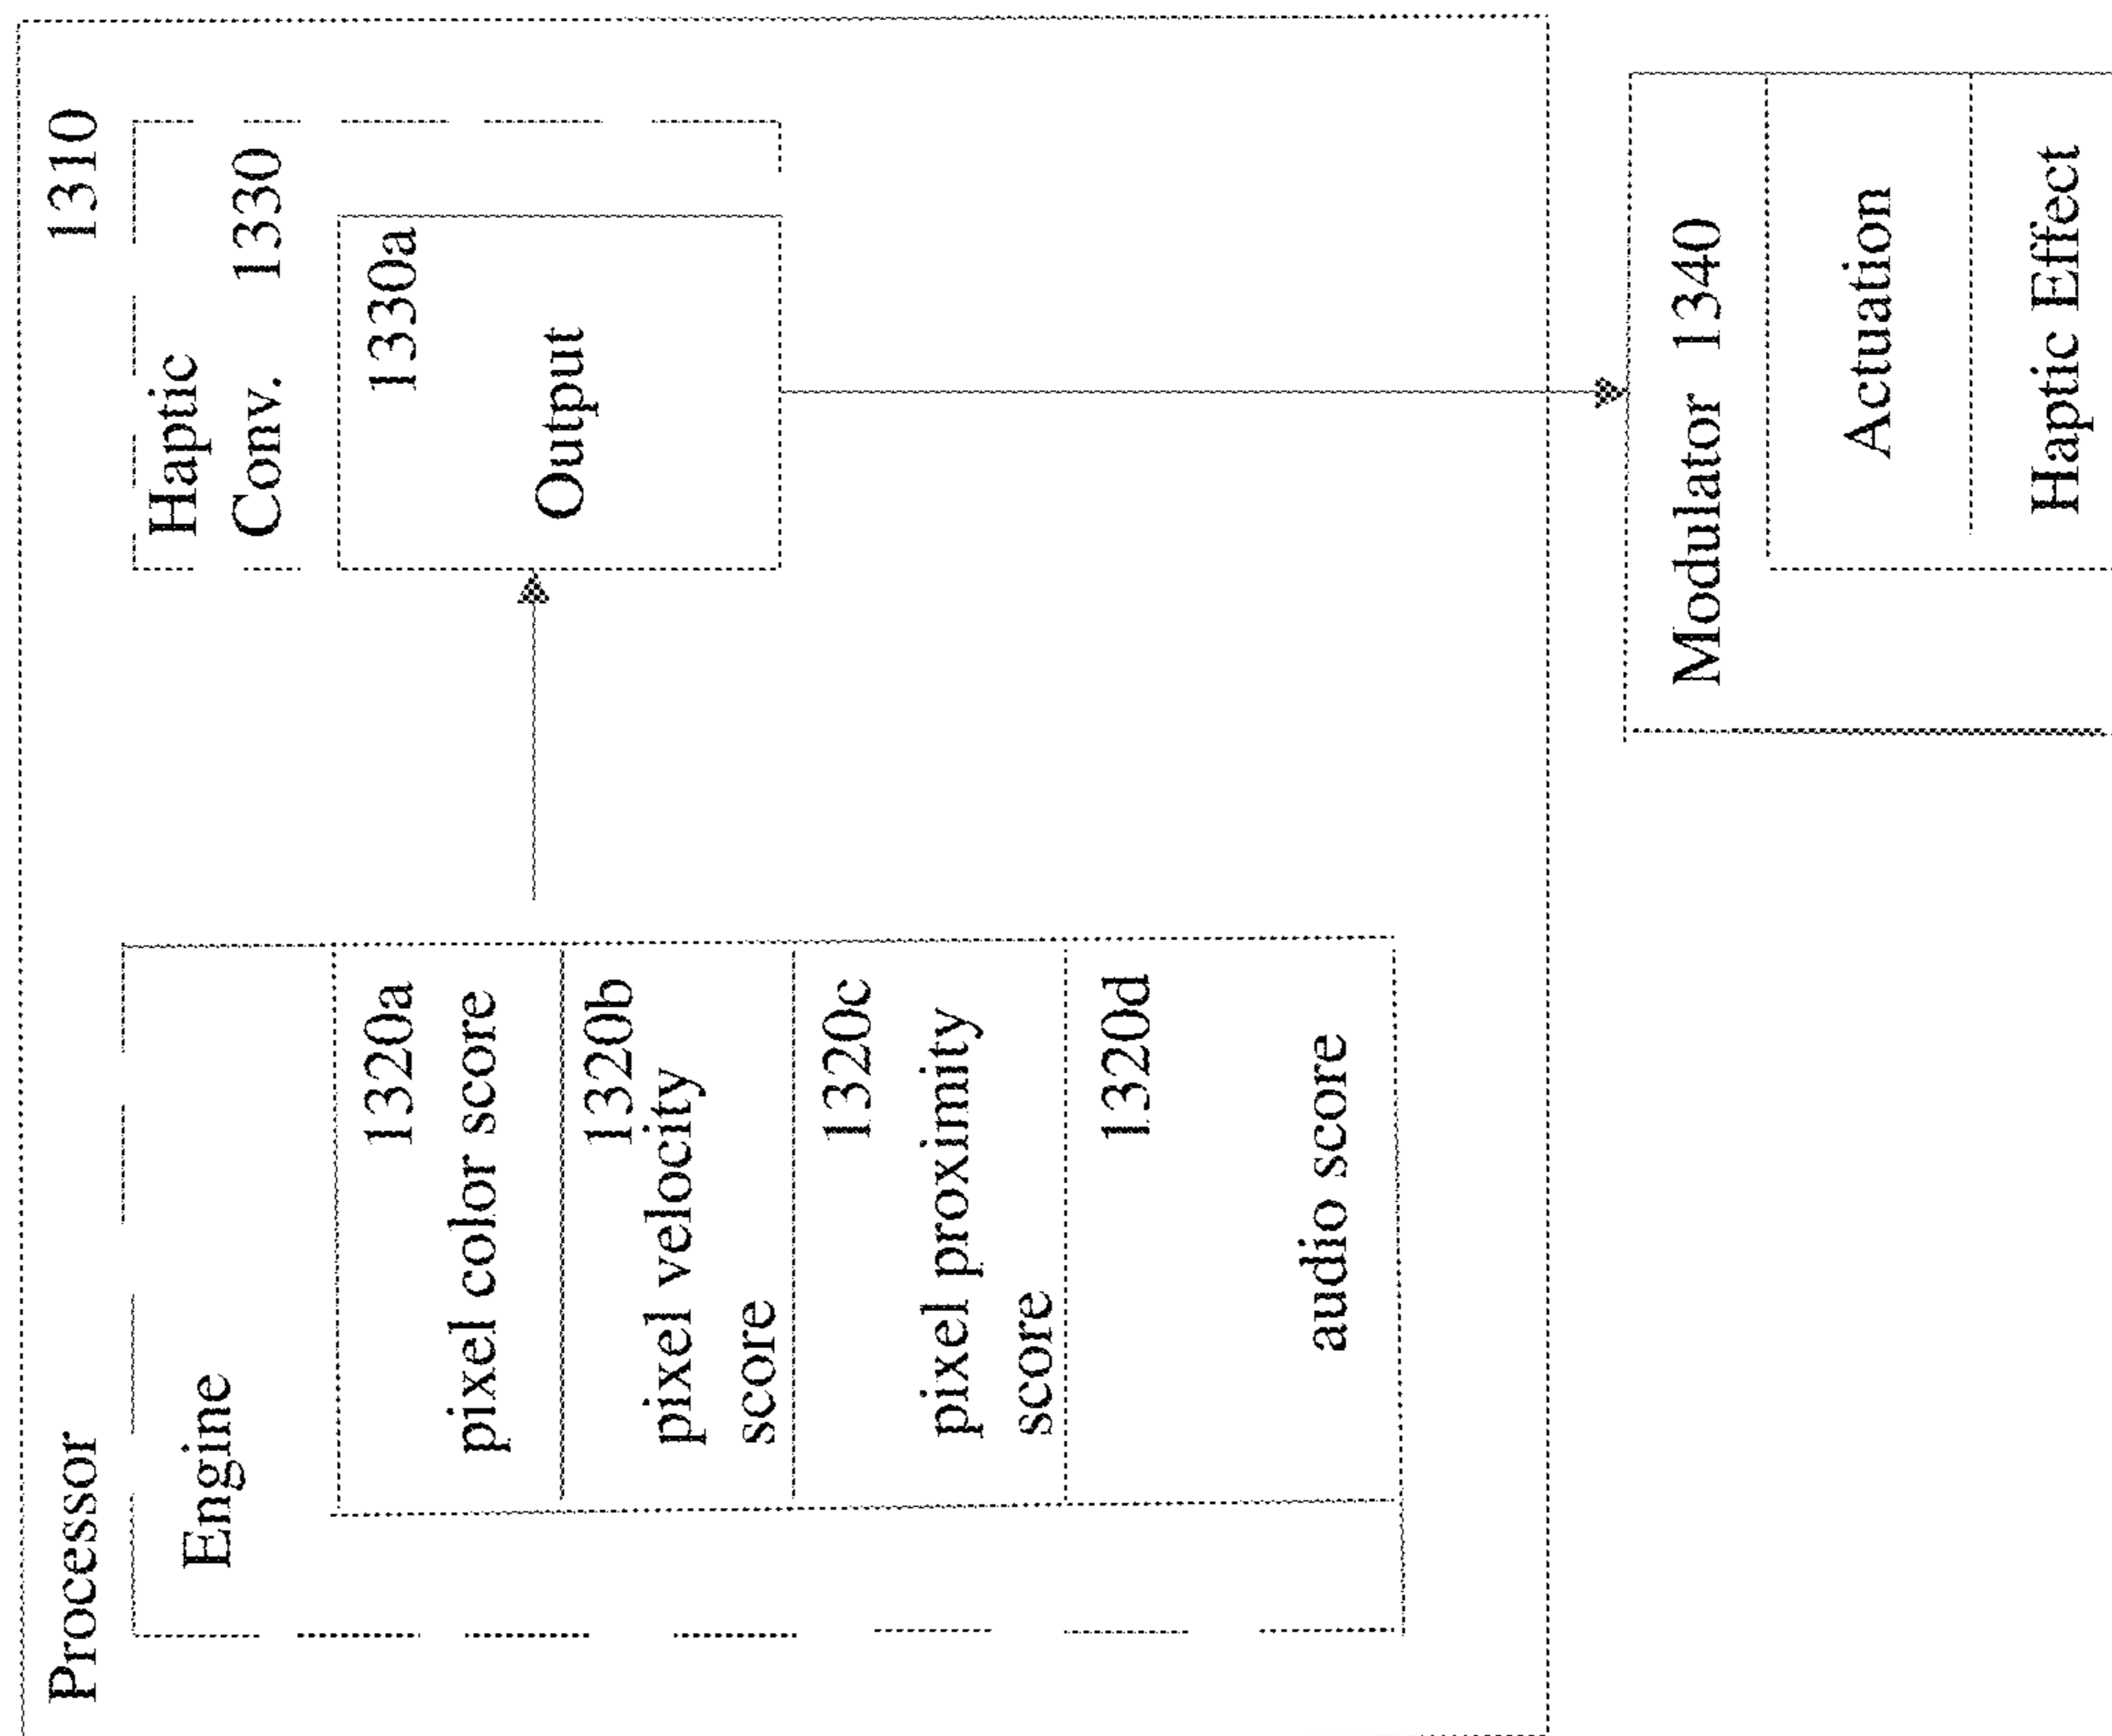 Processor 1310
Engine
1320a
pixel color score
1320b
pixel velocity
score
1320c
pixel proximity
score
1320d
audio score
Haptic
Conv. 1330
1330a
Output
Modulator 1340
Actuation
Haptic Effect